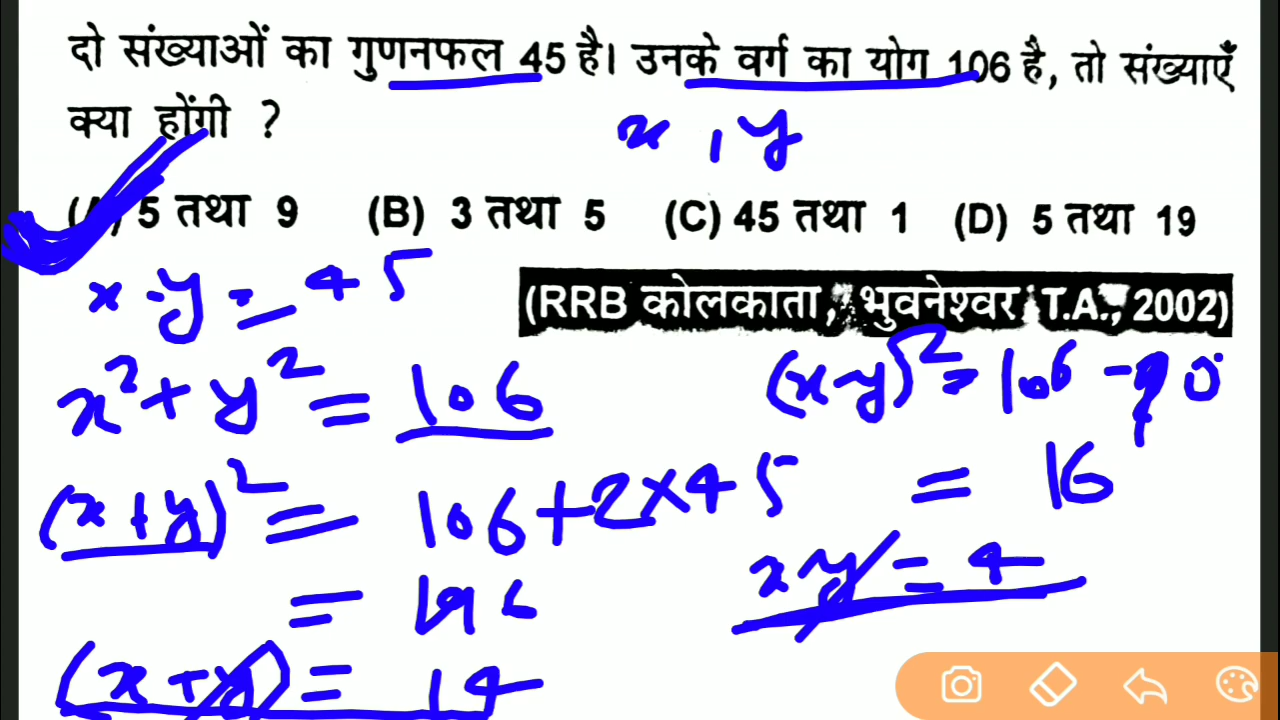 दो संख्याओं का गुणनफल 45 है। उनके वर्ग का योग 106 है, तो संख्याएँ
क्या होंगी ?
x , y
(A) 5 तथा 9 (B) 3 तथा 5 (C) 45 तथा 1 (D) 5 तथा 19
(RRB कोलकाता, भुवनेश्वर T.A., 2002)
x·y = 45
x² + y² = 106
(x+y)² = 106 + 2×45
= 196
(x+y) = 14
(x-y)² = 106 - 90
= 16
x-y = 4